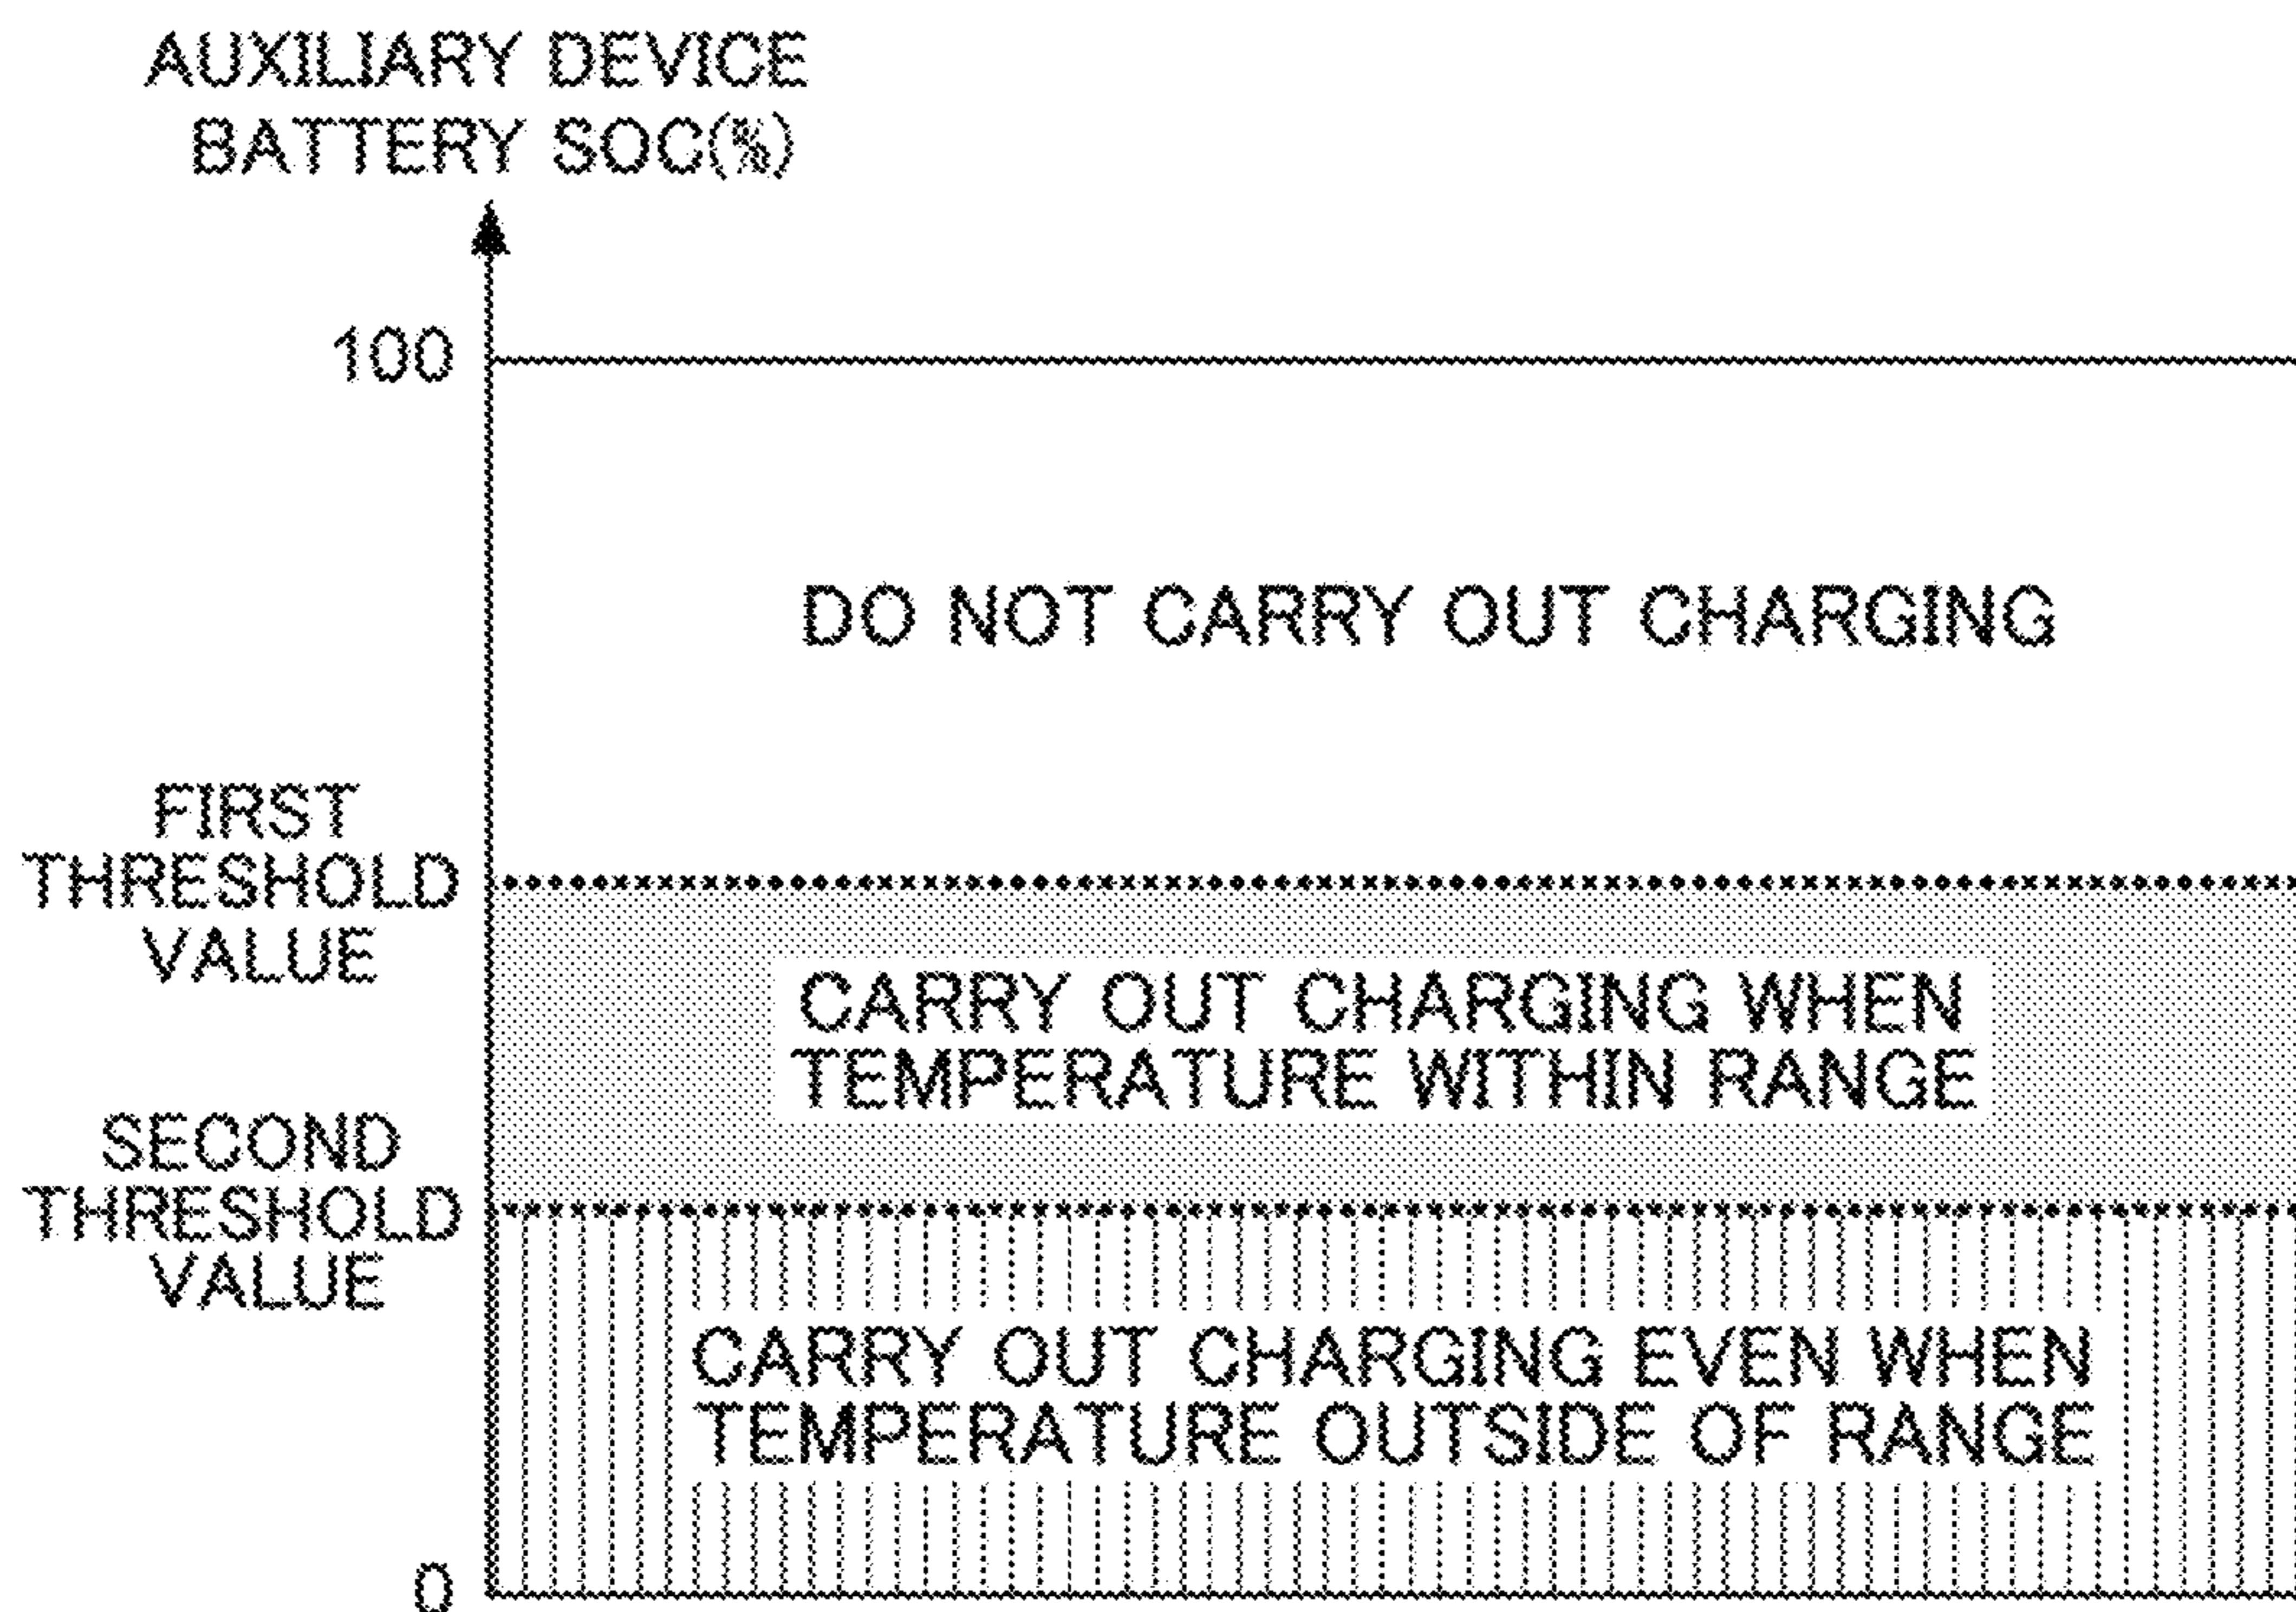 AUXILIARY DEVICE
BATTERY SOC(%)
100
DO NOT CARRY OUT CHARGING
FIRST
THRESHOLD
VALUE
CARRY OUT CHARGING WHEN
TEMPERATURE WITHIN RANGE
SECOND
THRESHOLD
VALUE
CARRY OUT CHARGING EVEN WHEN
TEMPERATURE OUTSIDE OF RANGE
0